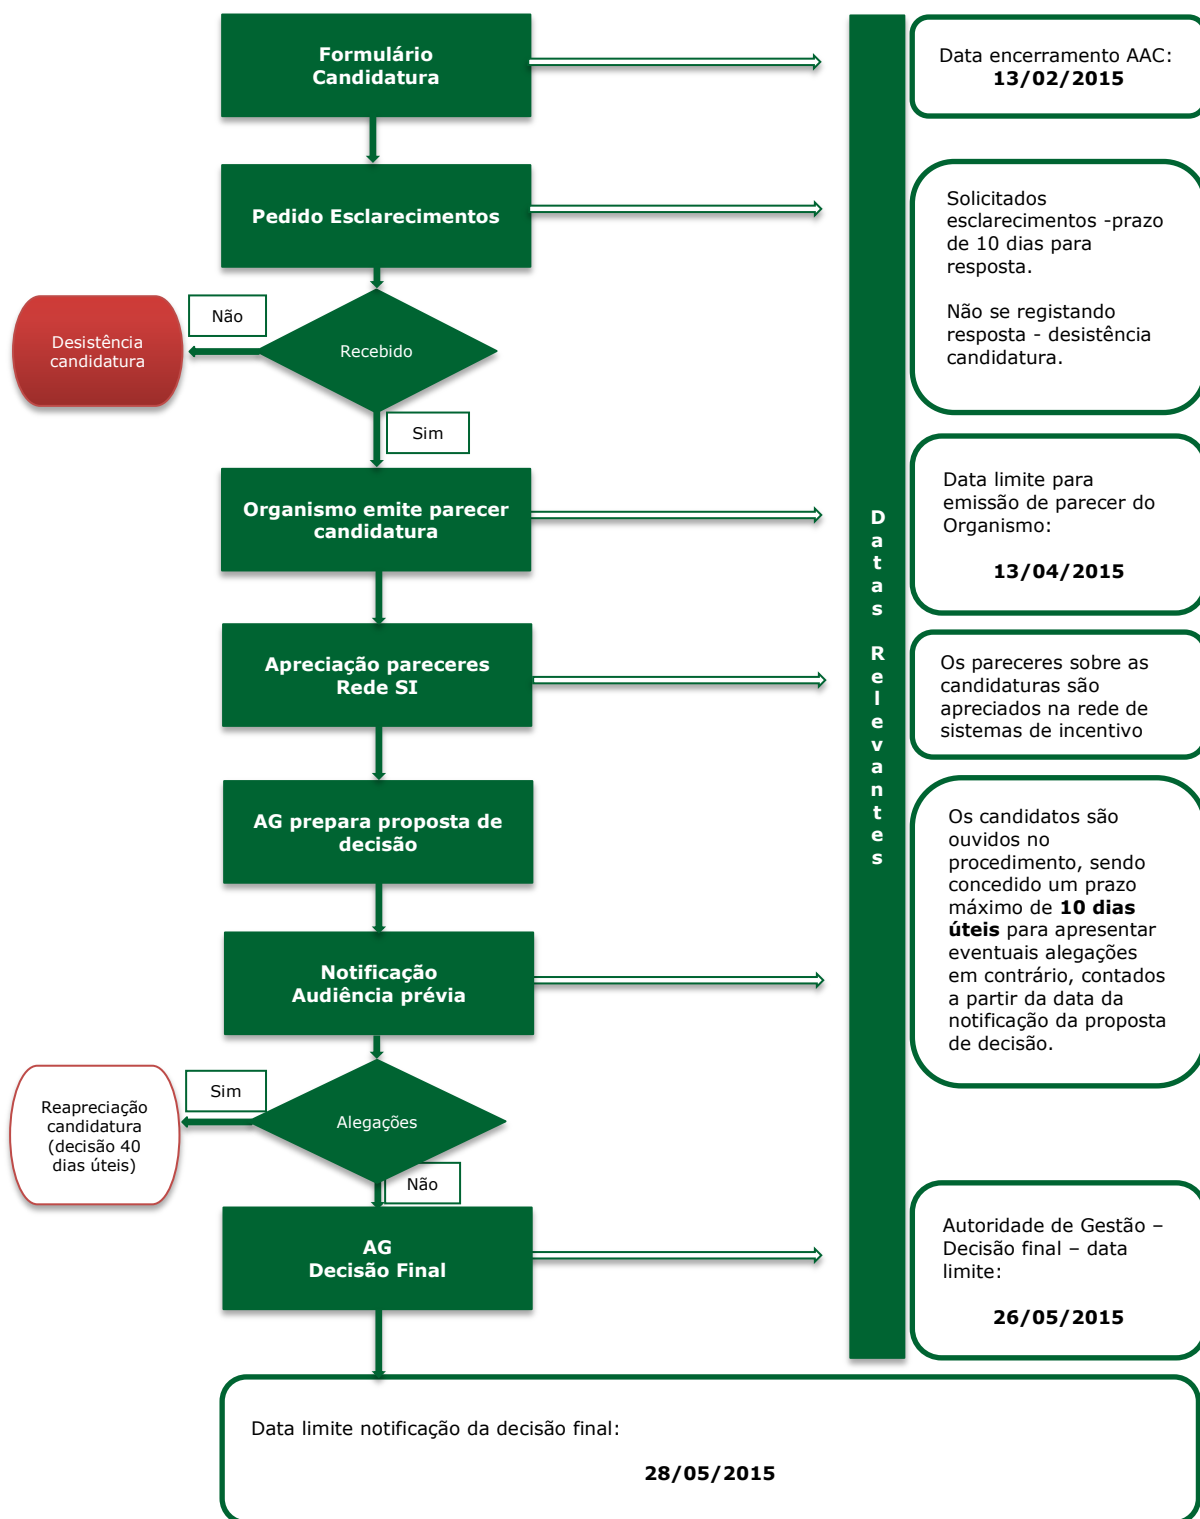 Formulário
Candidatura
Data encerramento AAC:
13/02/2015
Pedido Esclarecimentos
Solicitados
esclarecimentos -prazo
de 10 dias para
resposta.
Não se registando
resposta - desistência
candidatura.
Não
Desistência
candidatura
Recebido
Sim
Organismo emite parecer
candidatura
Data limite para
emissão de parecer do
Organismo:
13/04/2015
Datas Relevantes
Apreciação pareceres
Rede SI
Os pareceres sobre as
candidaturas são
apreciados na rede de
sistemas de incentivo
AG prepara proposta de
decisão
Os candidatos são
ouvidos no
procedimento, sendo
concedido um prazo
máximo de 10 dias
úteis para apresentar
eventuais alegações
em contrário, contados
a partir da data da
notificação da proposta
de decisão.
Notificação
Audiência prévia
Sim
Reapreciação
candidatura
(decisão 40
dias úteis)
Alegações
Não
AG
Decisão Final
Autoridade de Gestão –
Decisão final – data
limite:
26/05/2015
Data limite notificação da decisão final:
28/05/2015